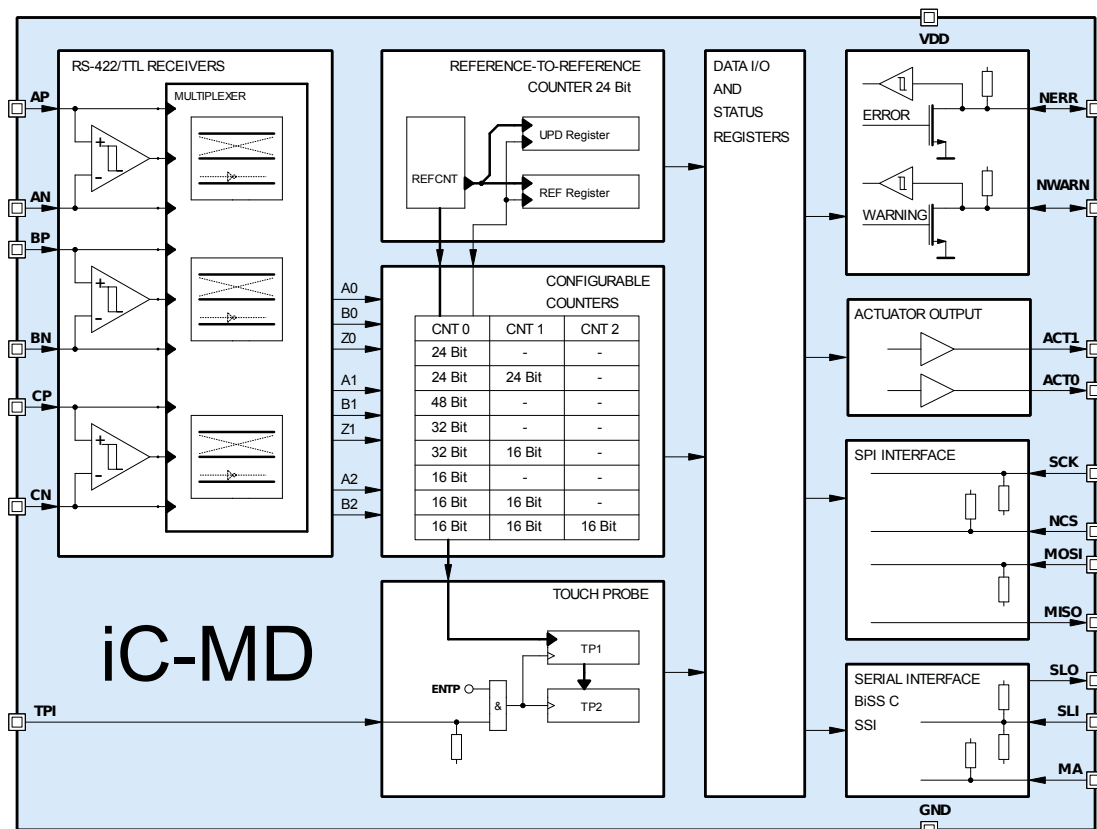 VDD
RS-422/TTL RECEIVERS
MULTIPLEXER
AP
AN
BP
BN
CP
CN
TPI
REFERENCE-TO-REFERENCE
COUNTER 24 Bit
REFCNT
UPD Register
REF Register
A0
B0
Z0
A1
B1
Z1
A2
B2
CONFIGURABLE
COUNTERS
CNT 0 CNT 1 CNT 2
24 Bit - -
24 Bit 24 Bit -
48 Bit - -
32 Bit - -
32 Bit 16 Bit -
16 Bit - -
16 Bit 16 Bit -
16 Bit 16 Bit 16 Bit
TOUCH PROBE
ENTP
&
TP1
TP2
iC-MD
DATA I/O
AND
STATUS
REGISTERS
ERROR
WARNING
NERR
NWARN
ACTUATOR OUTPUT
ACT1
ACT0
SPI INTERFACE
SCK
NCS
MOSI
MISO
SERIAL INTERFACE
BiSS C
SSI
SLO
SLI
MA
GND